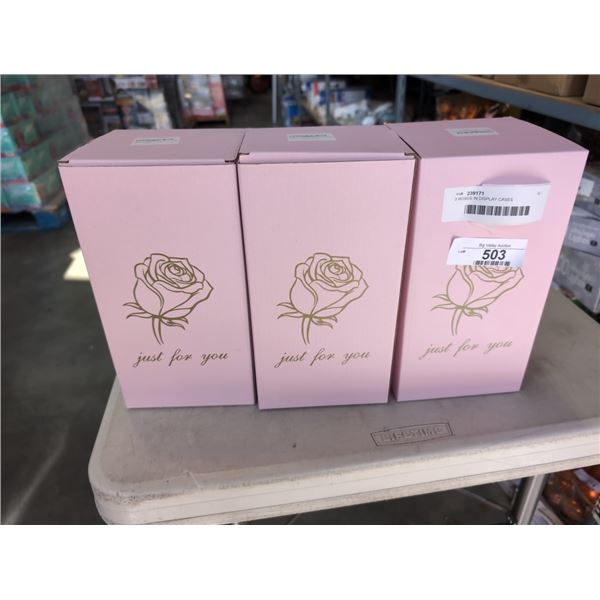 239171
3 ROSES IN DISPLAY CASES
Big Valley Auction
Lot#
503
just for you
just for you
just for you
LIFETIME